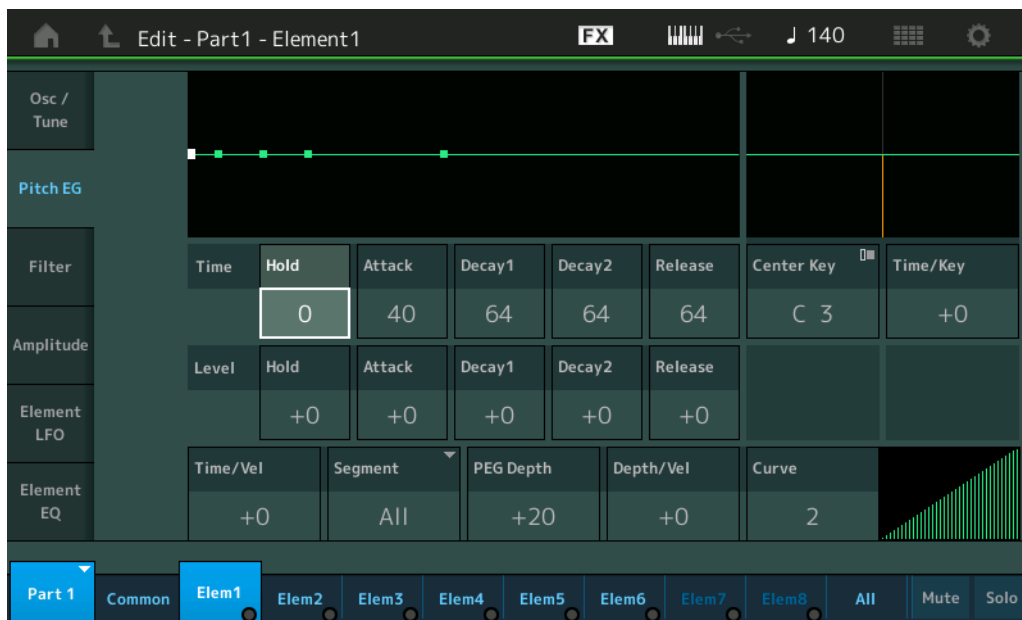 Edit - Part1 - Element1
FX
♩ 140
Osc /
Tune
Pitch EG
Filter
Amplitude
Element
LFO
Element
EQ
Time Hold Attack Decay1 Decay2 Release Center Key Time/Key
0 40 64 64 64 C 3 +0
Level Hold Attack Decay1 Decay2 Release
+0 +0 +0 +0 +0
Time/Vel Segment PEG Depth Depth/Vel Curve
+0 All +20 +0 2
Part 1 Common Elem1 Elem2 Elem3 Elem4 Elem5 Elem6 Elem7 Elem8 All Mute Solo